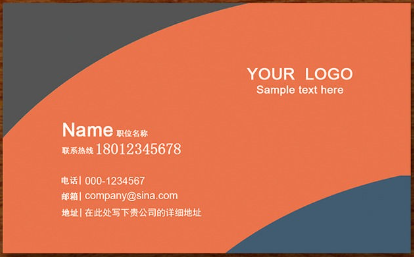 YOUR LOGO
Sample text here
Name 职位名称
联系热线 18012345678
电话| 000-1234567
邮箱| company@sina.com
地址| 在此处写下贵公司的详细地址